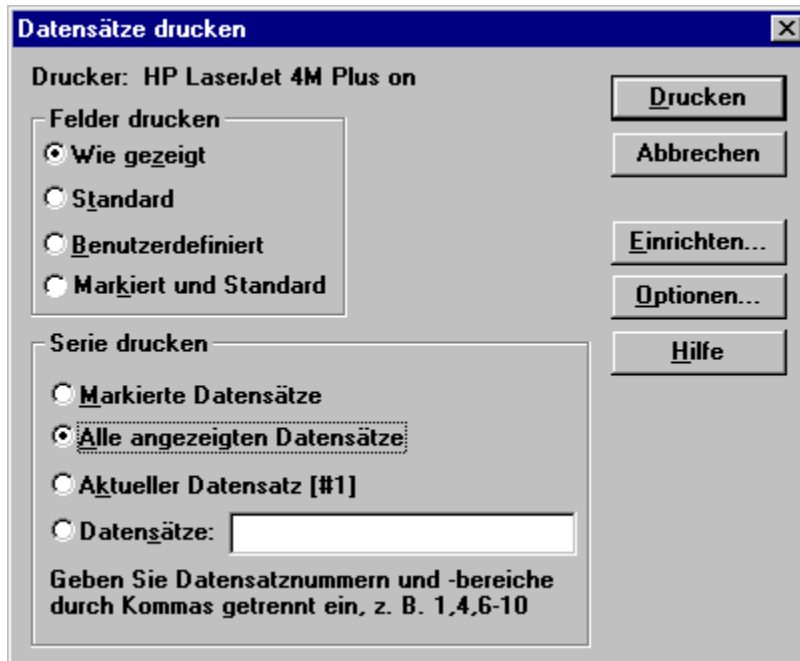 Datensätze drucken
Drucker: HP LaserJet 4M Plus on
Felder drucken
Wie gezeigt
Standard
Benutzerdefiniert
Markiert und Standard
Serie drucken
Markierte Datensätze
Alle angezeigten Datensätze
Aktueller Datensatz [#1]
Datensätze:
Geben Sie Datensatznummern und -bereiche
durch Kommas getrennt ein, z. B. 1,4,6-10
Drucken
Abbrechen
Einrichten...
Optionen...
Hilfe